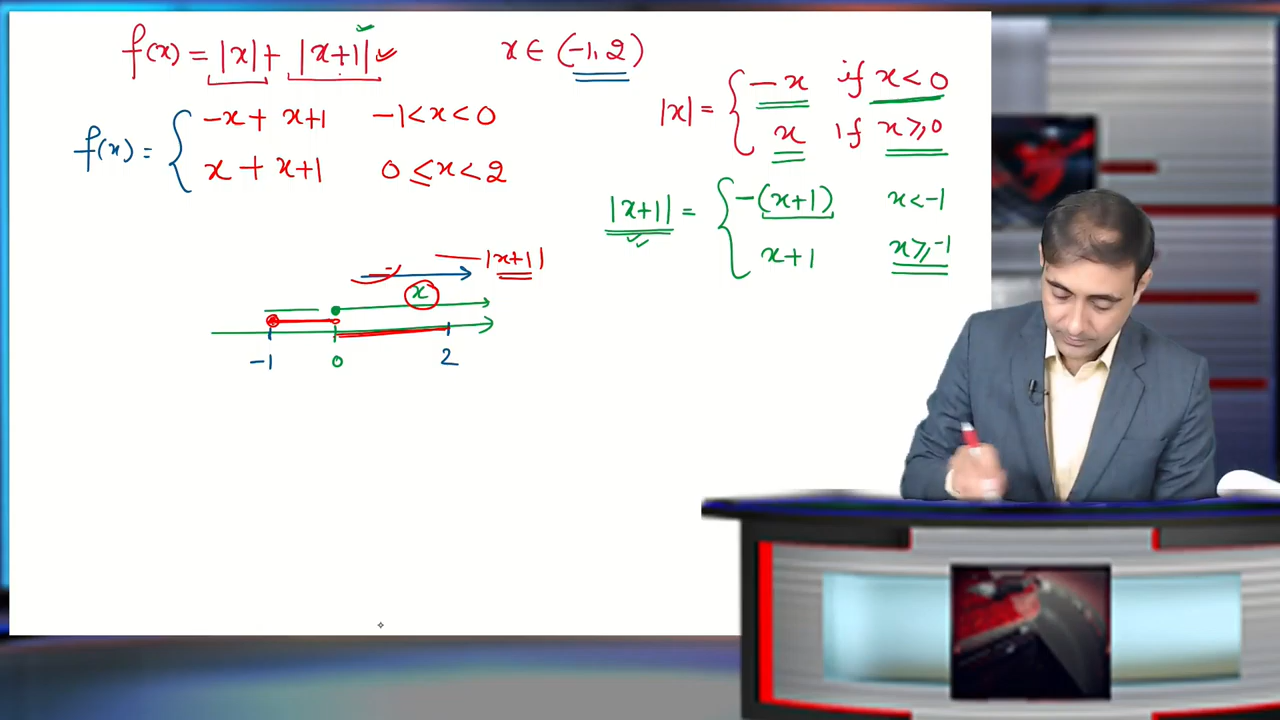 f(x) = |x| + |x+1| x ∈ (-1, 2)
f(x) = { -x + x+1 -1 < x < 0
x + x+1 0 ≤ x < 2
|x| = { -x if x < 0
x if x ≥ 0
|x+1| = { -(x+1) x < -1
x+1 x ≥ -1
|x+1|
x
-1 0 2